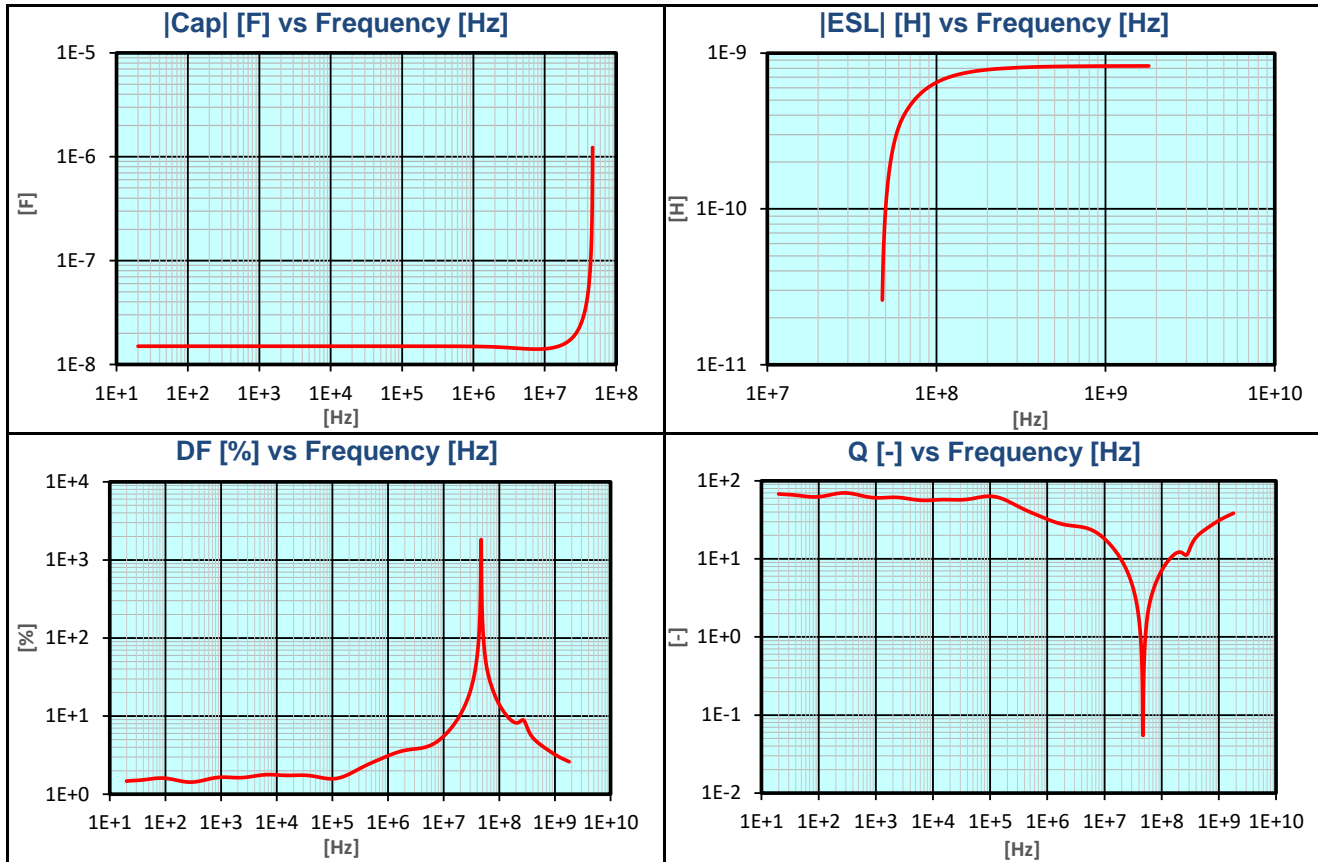 |Cap| [F] vs Frequency [Hz]
1E-5
1E-6
1E-7
1E-8
[F]
1E+1 1E+2 1E+3 1E+4 1E+5 1E+6 1E+7 1E+8
[Hz]
|ESL| [H] vs Frequency [Hz]
1E-9
1E-10
1E-11
[H]
1E+7 1E+8 1E+9 1E+10
[Hz]
DF [%] vs Frequency [Hz]
1E+4
1E+3
1E+2
1E+1
1E+0
[%]
1E+1 1E+2 1E+3 1E+4 1E+5 1E+6 1E+7 1E+8 1E+9 1E+10
[Hz]
Q [-] vs Frequency [Hz]
1E+2
1E+1
1E+0
1E-1
1E-2
[-]
1E+1 1E+2 1E+3 1E+4 1E+5 1E+6 1E+7 1E+8 1E+9 1E+10
[Hz]